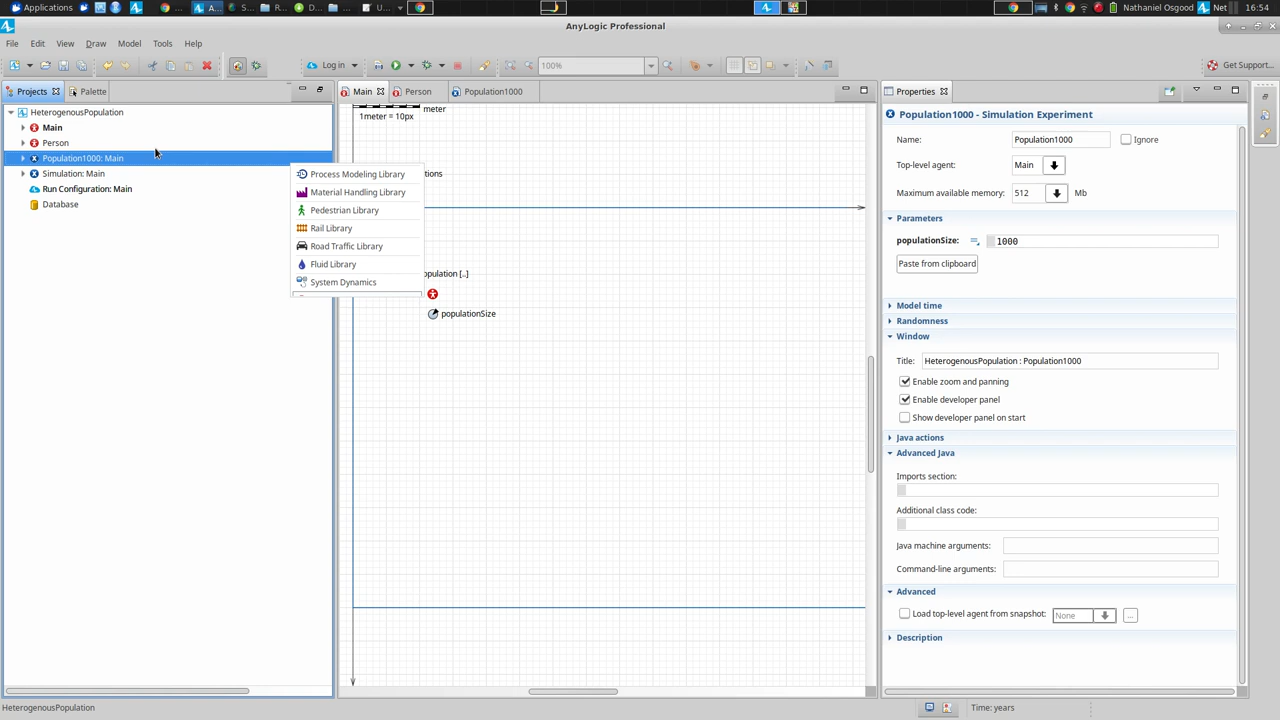 Applications
A...
S...
R...
D...
U...
Nathaniel Osgood
Net
16:54
AnyLogic Professional
File Edit View Draw Model Tools Help
Log in
100%
Get Support...
Projects
Palette
Main
Person
Population1000
Properties
HeterogenousPopulation
Main
Person
Population1000: Main
Simulation: Main
Run Configuration: Main
Database
meter
1meter = 10px
tions
Process Modeling Library
Material Handling Library
Pedestrian Library
Rail Library
Road Traffic Library
Fluid Library
System Dynamics
opulation [..]
populationSize
Population1000 - Simulation Experiment
Name: Population1000 Ignore
Top-level agent: Main
Maximum available memory: 512 Mb
Parameters
populationSize: 1000
Paste from clipboard
Model time
Randomness
Window
Title: HeterogenousPopulation : Population1000
Enable zoom and panning
Enable developer panel
Show developer panel on start
Java actions
Advanced Java
Imports section:
Additional class code:
Java machine arguments:
Command-line arguments:
Advanced
Load top-level agent from snapshot: None ...
Description
HeterogenousPopulation
Time: years